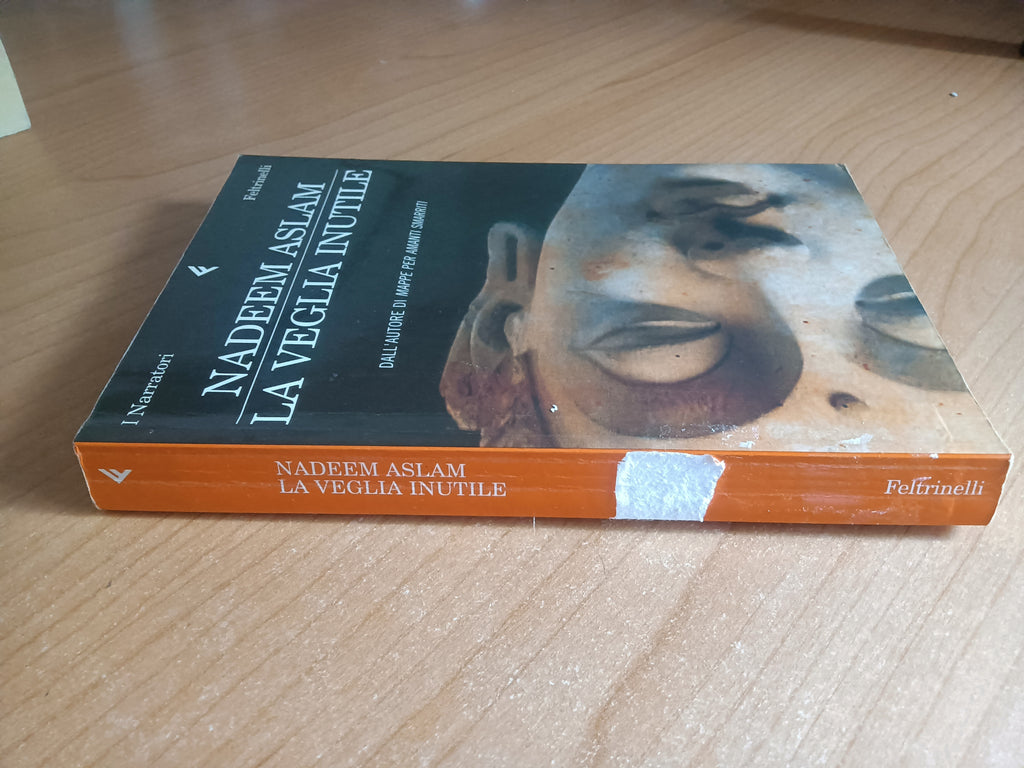 I Narratori
Feltrinelli
NADEEM ASLAM
LA VEGLIA INUTILE
DALL'AUTORE DI MAPPE PER AMANTI SMARRITI
NADEEM ASLAM
LA VEGLIA INUTILE
Feltrinelli